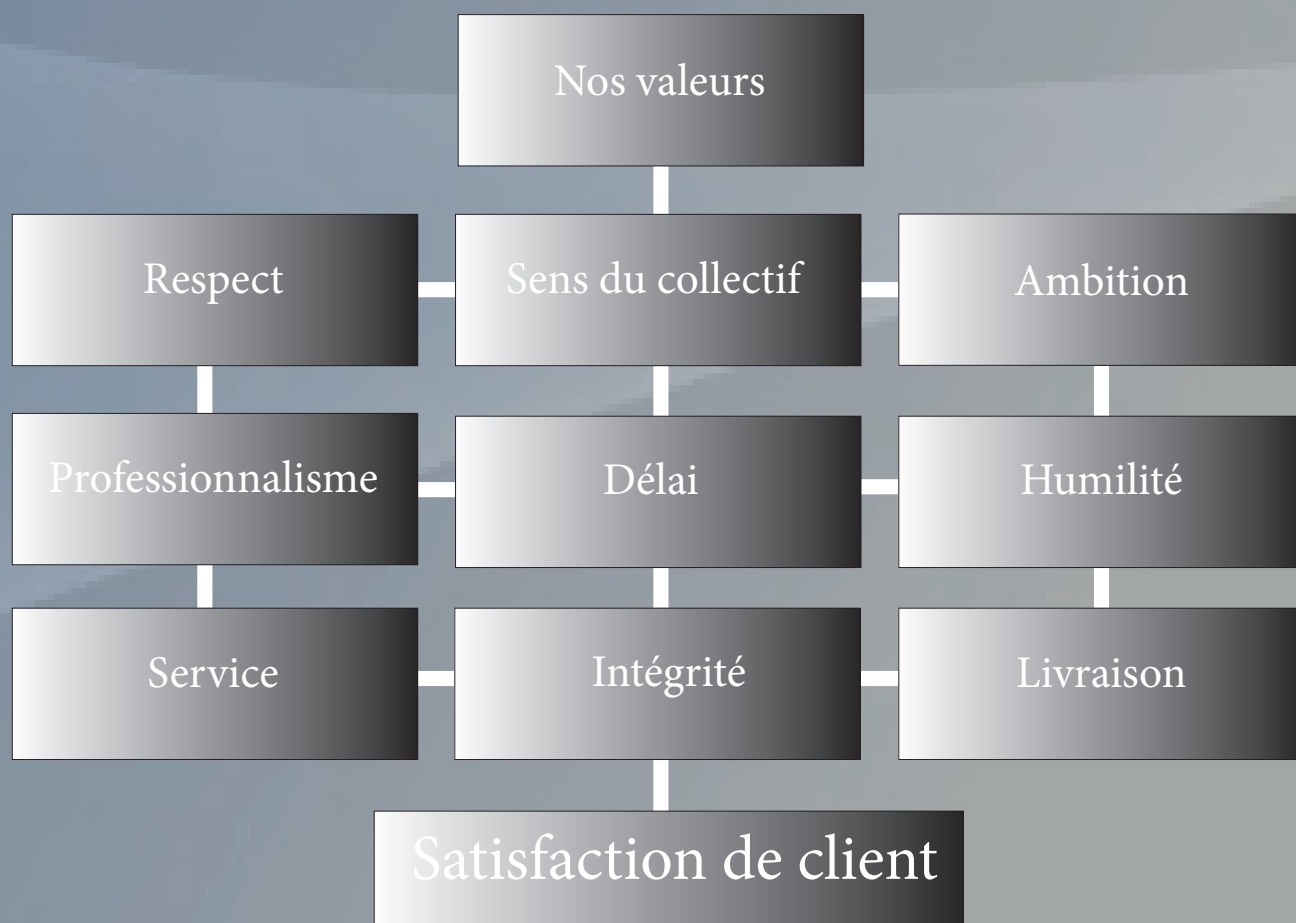 Nos valeurs
Respect
Sens du collectif
Ambition
Professionnalisme
Délai
Humilité
Service
Intégrité
Livraison
Satisfaction de client